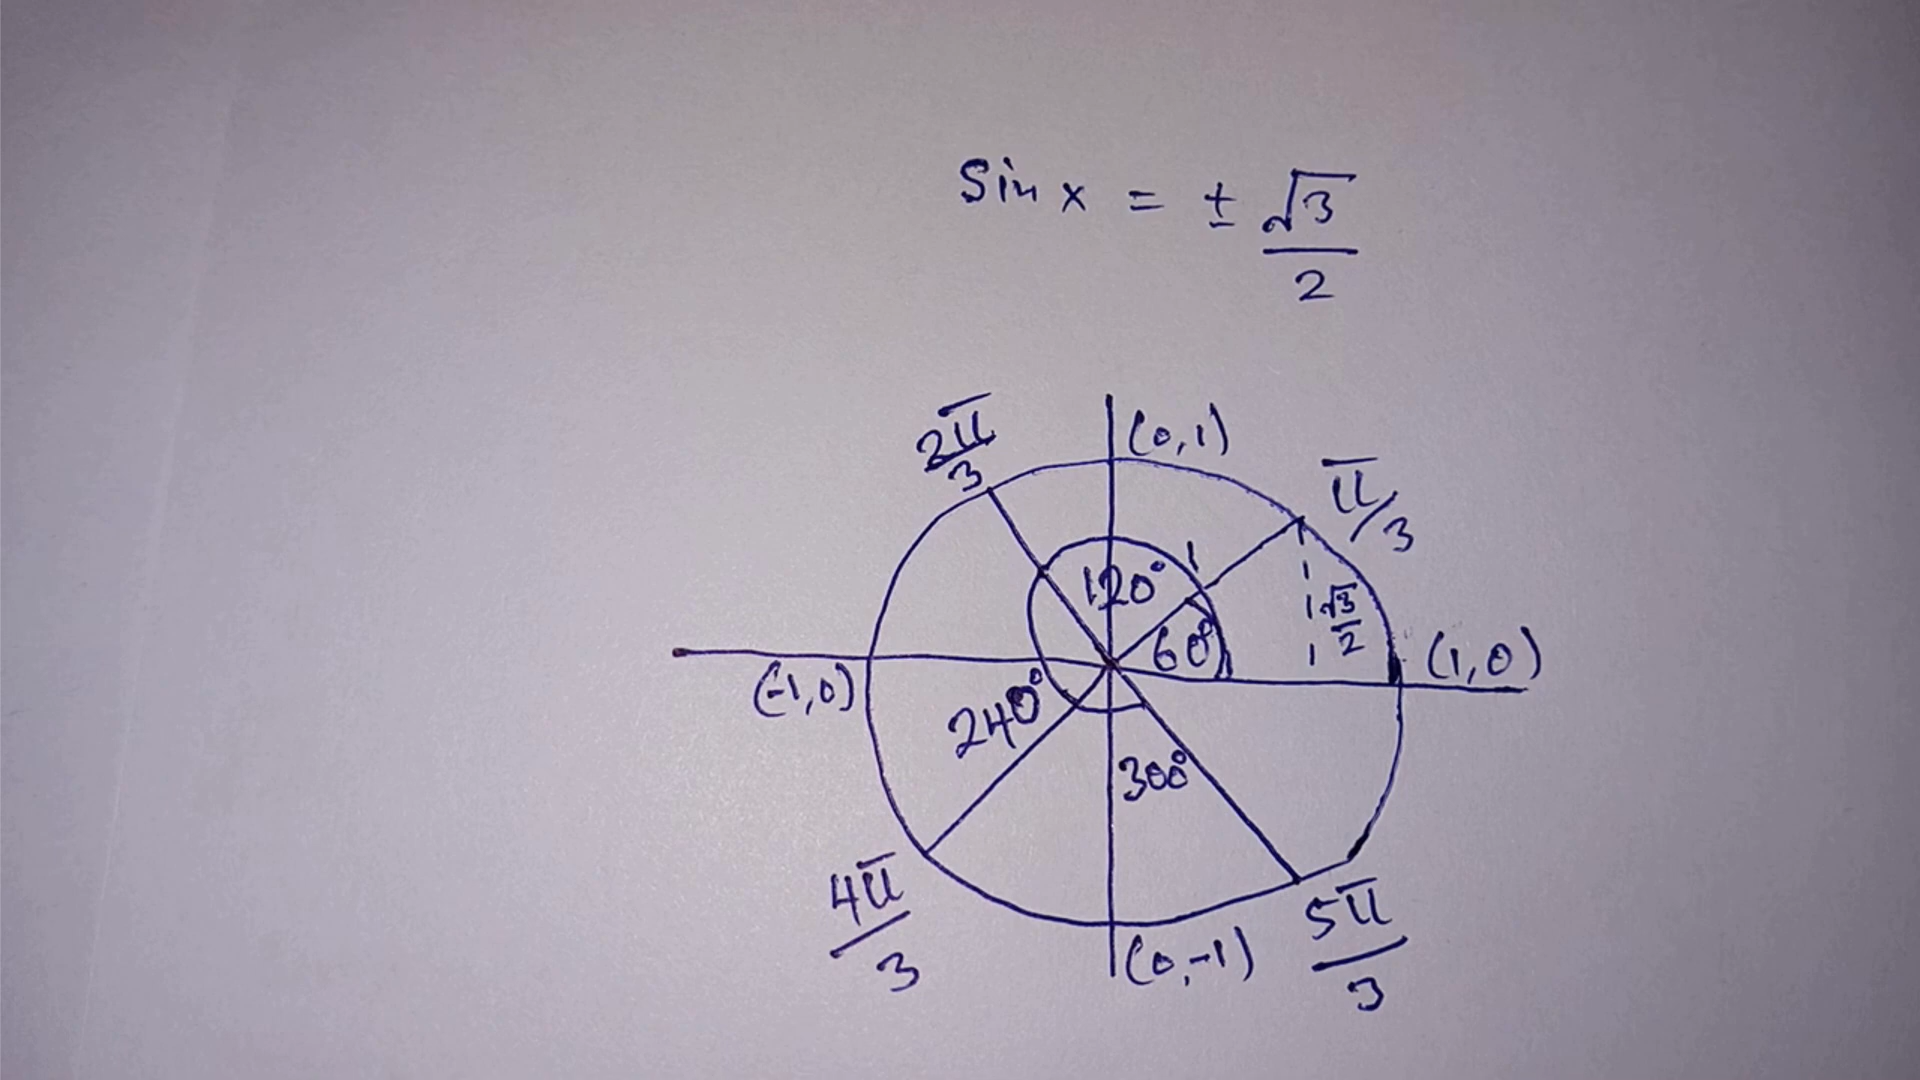 Sin x = ± √3/2
2π/3
(0,1)
π/3
1
120°
60°
√3/2
(1,0)
(-1,0)
240°
300°
4π/3
(0,-1)
5π/3